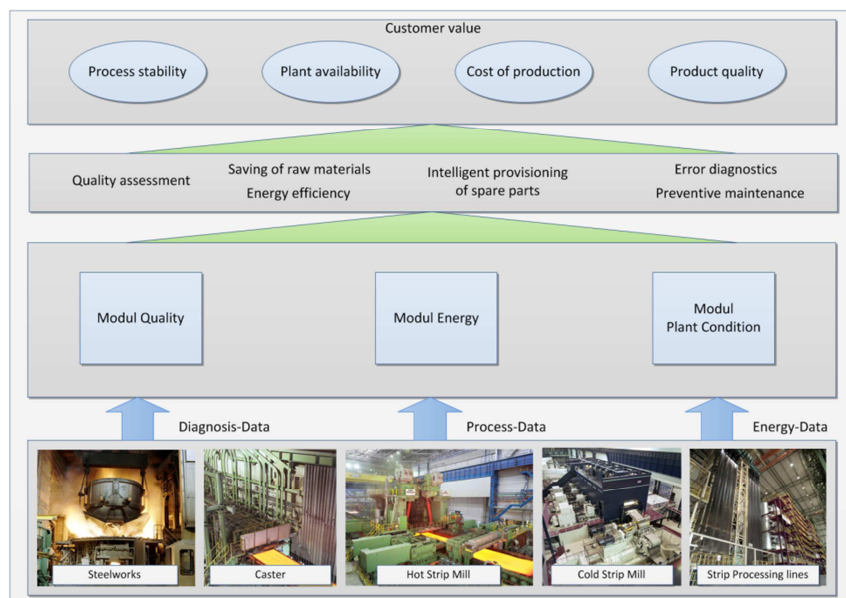 Customer value
Process stability
Plant availability
Cost of production
Product quality
Quality assessment
Saving of raw materials
Energy efficiency
Intelligent provisioning
of spare parts
Error diagnostics
Preventive maintenance
Modul Quality
Modul Energy
Modul
Plant Condition
Diagnosis-Data
Process-Data
Energy-Data
Steelworks
Caster
Hot Strip Mill
Cold Strip Mill
Strip Processing lines